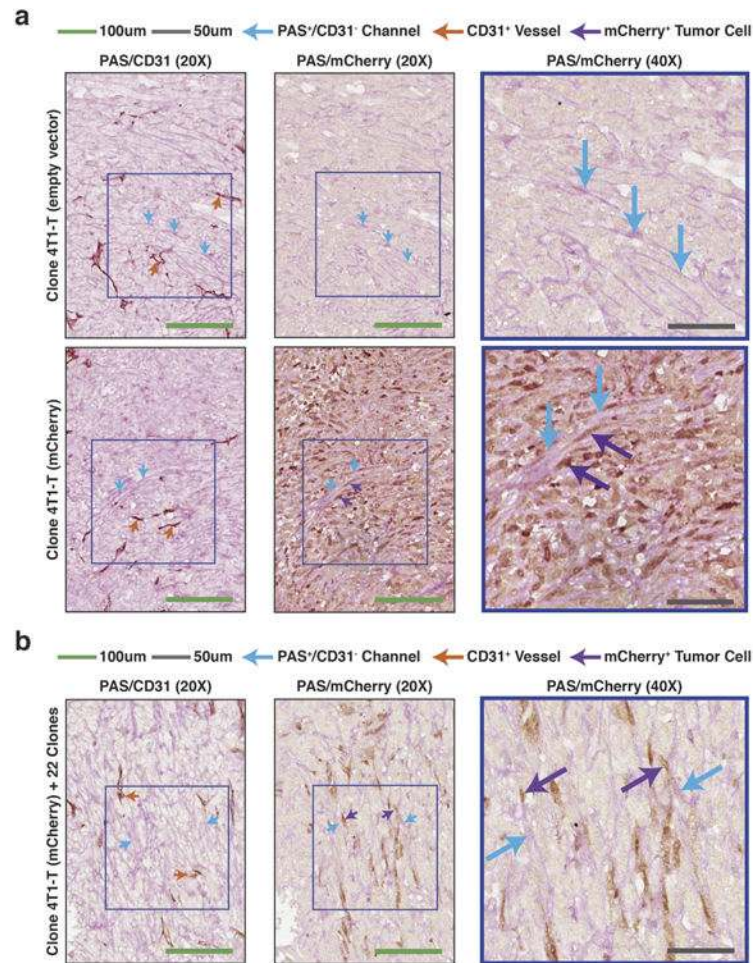 a
100um 50um PAS⁺/CD31⁻ Channel CD31⁺ Vessel mCherry⁺ Tumor Cell
PAS/CD31 (20X) PAS/mCherry (20X) PAS/mCherry (40X)
Clone 4T1-T (empty vector)
Clone 4T1-T (mCherry)
b
100um 50um PAS⁺/CD31⁻ Channel CD31⁺ Vessel mCherry⁺ Tumor Cell
PAS/CD31 (20X) PAS/mCherry (20X) PAS/mCherry (40X)
Clone 4T1-T (mCherry) + 22 Clones